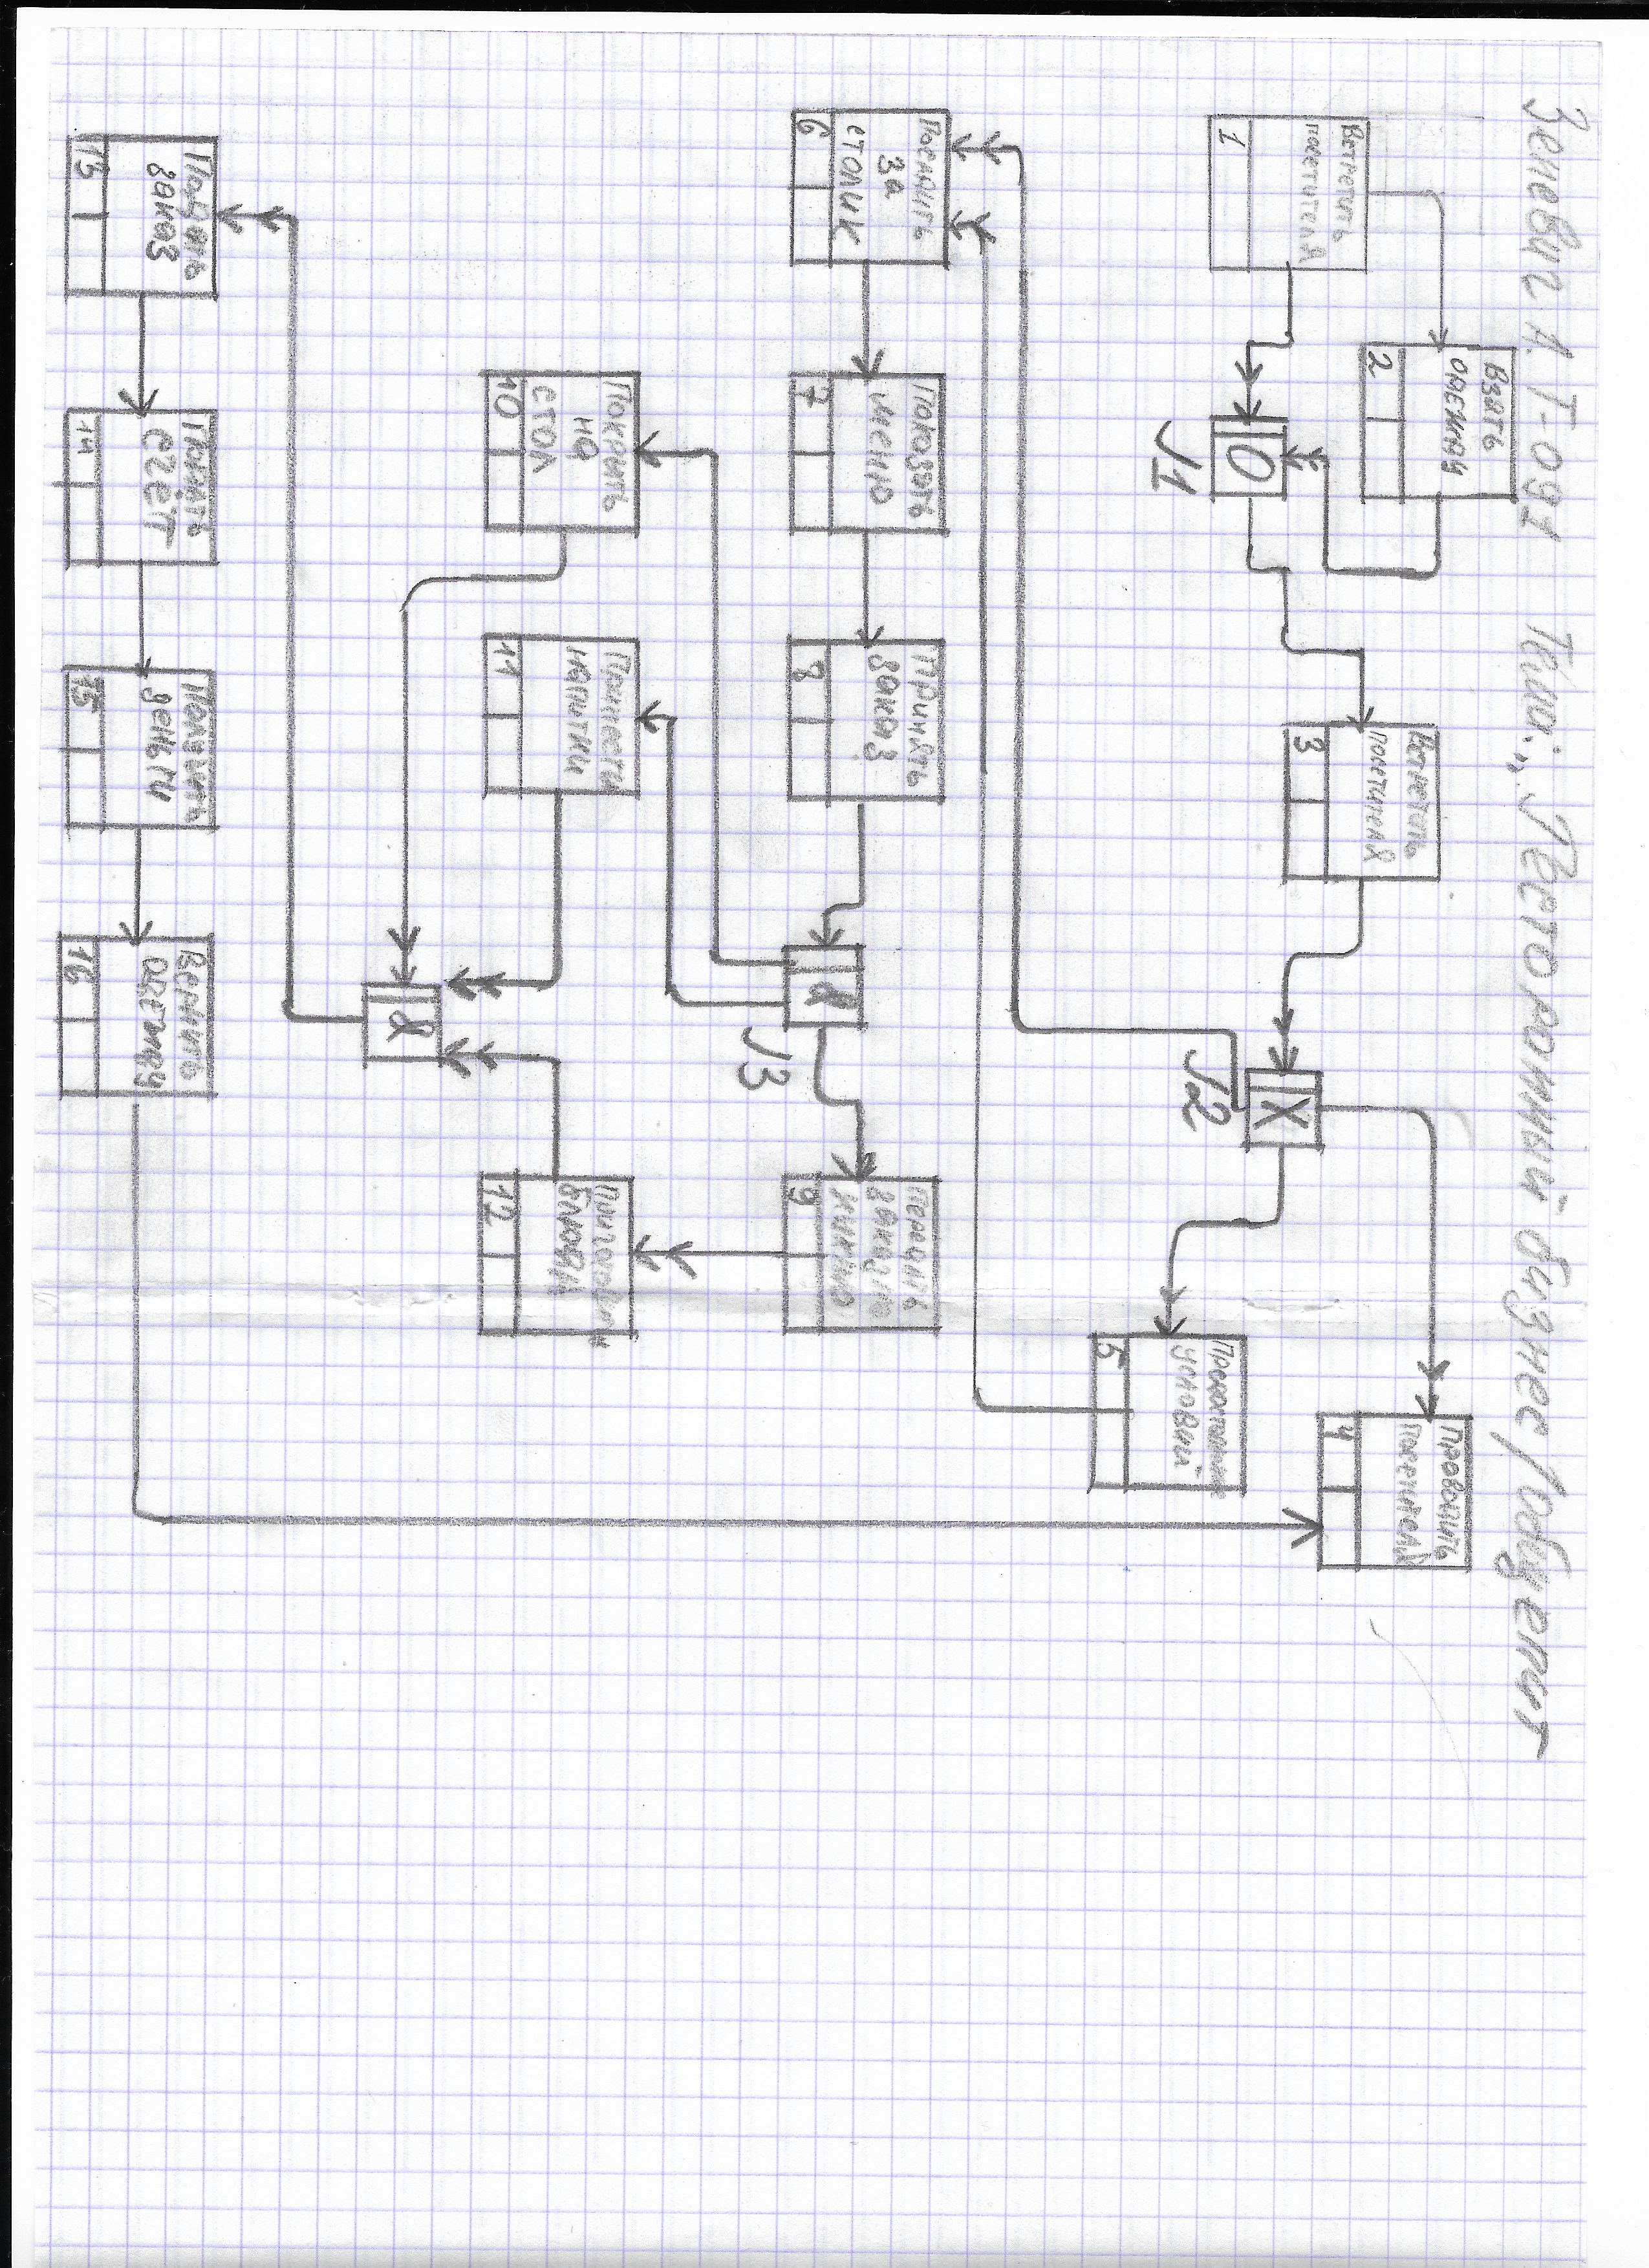 Зеневич А. Т-091 Тема: „Ресторанный бизнес/общепит
Взять
одежду
2
Встретить
посетителя
1
О
J1
Встретить
посетителя
3
X
J2
Проводить
посетителя
4
условий
5
Посадить
за
столик
6
Показать
меню
7
Принять
заказ
8
&
J3
Передать
заказ на
кухню
9
Покрыть
на
стол
10
Принести
напитки
11
Приготовить
блюда
12
&
Подать
заказ
13
Подать
счёт
14
Получить
деньги
15
Вернуть
одежду
16